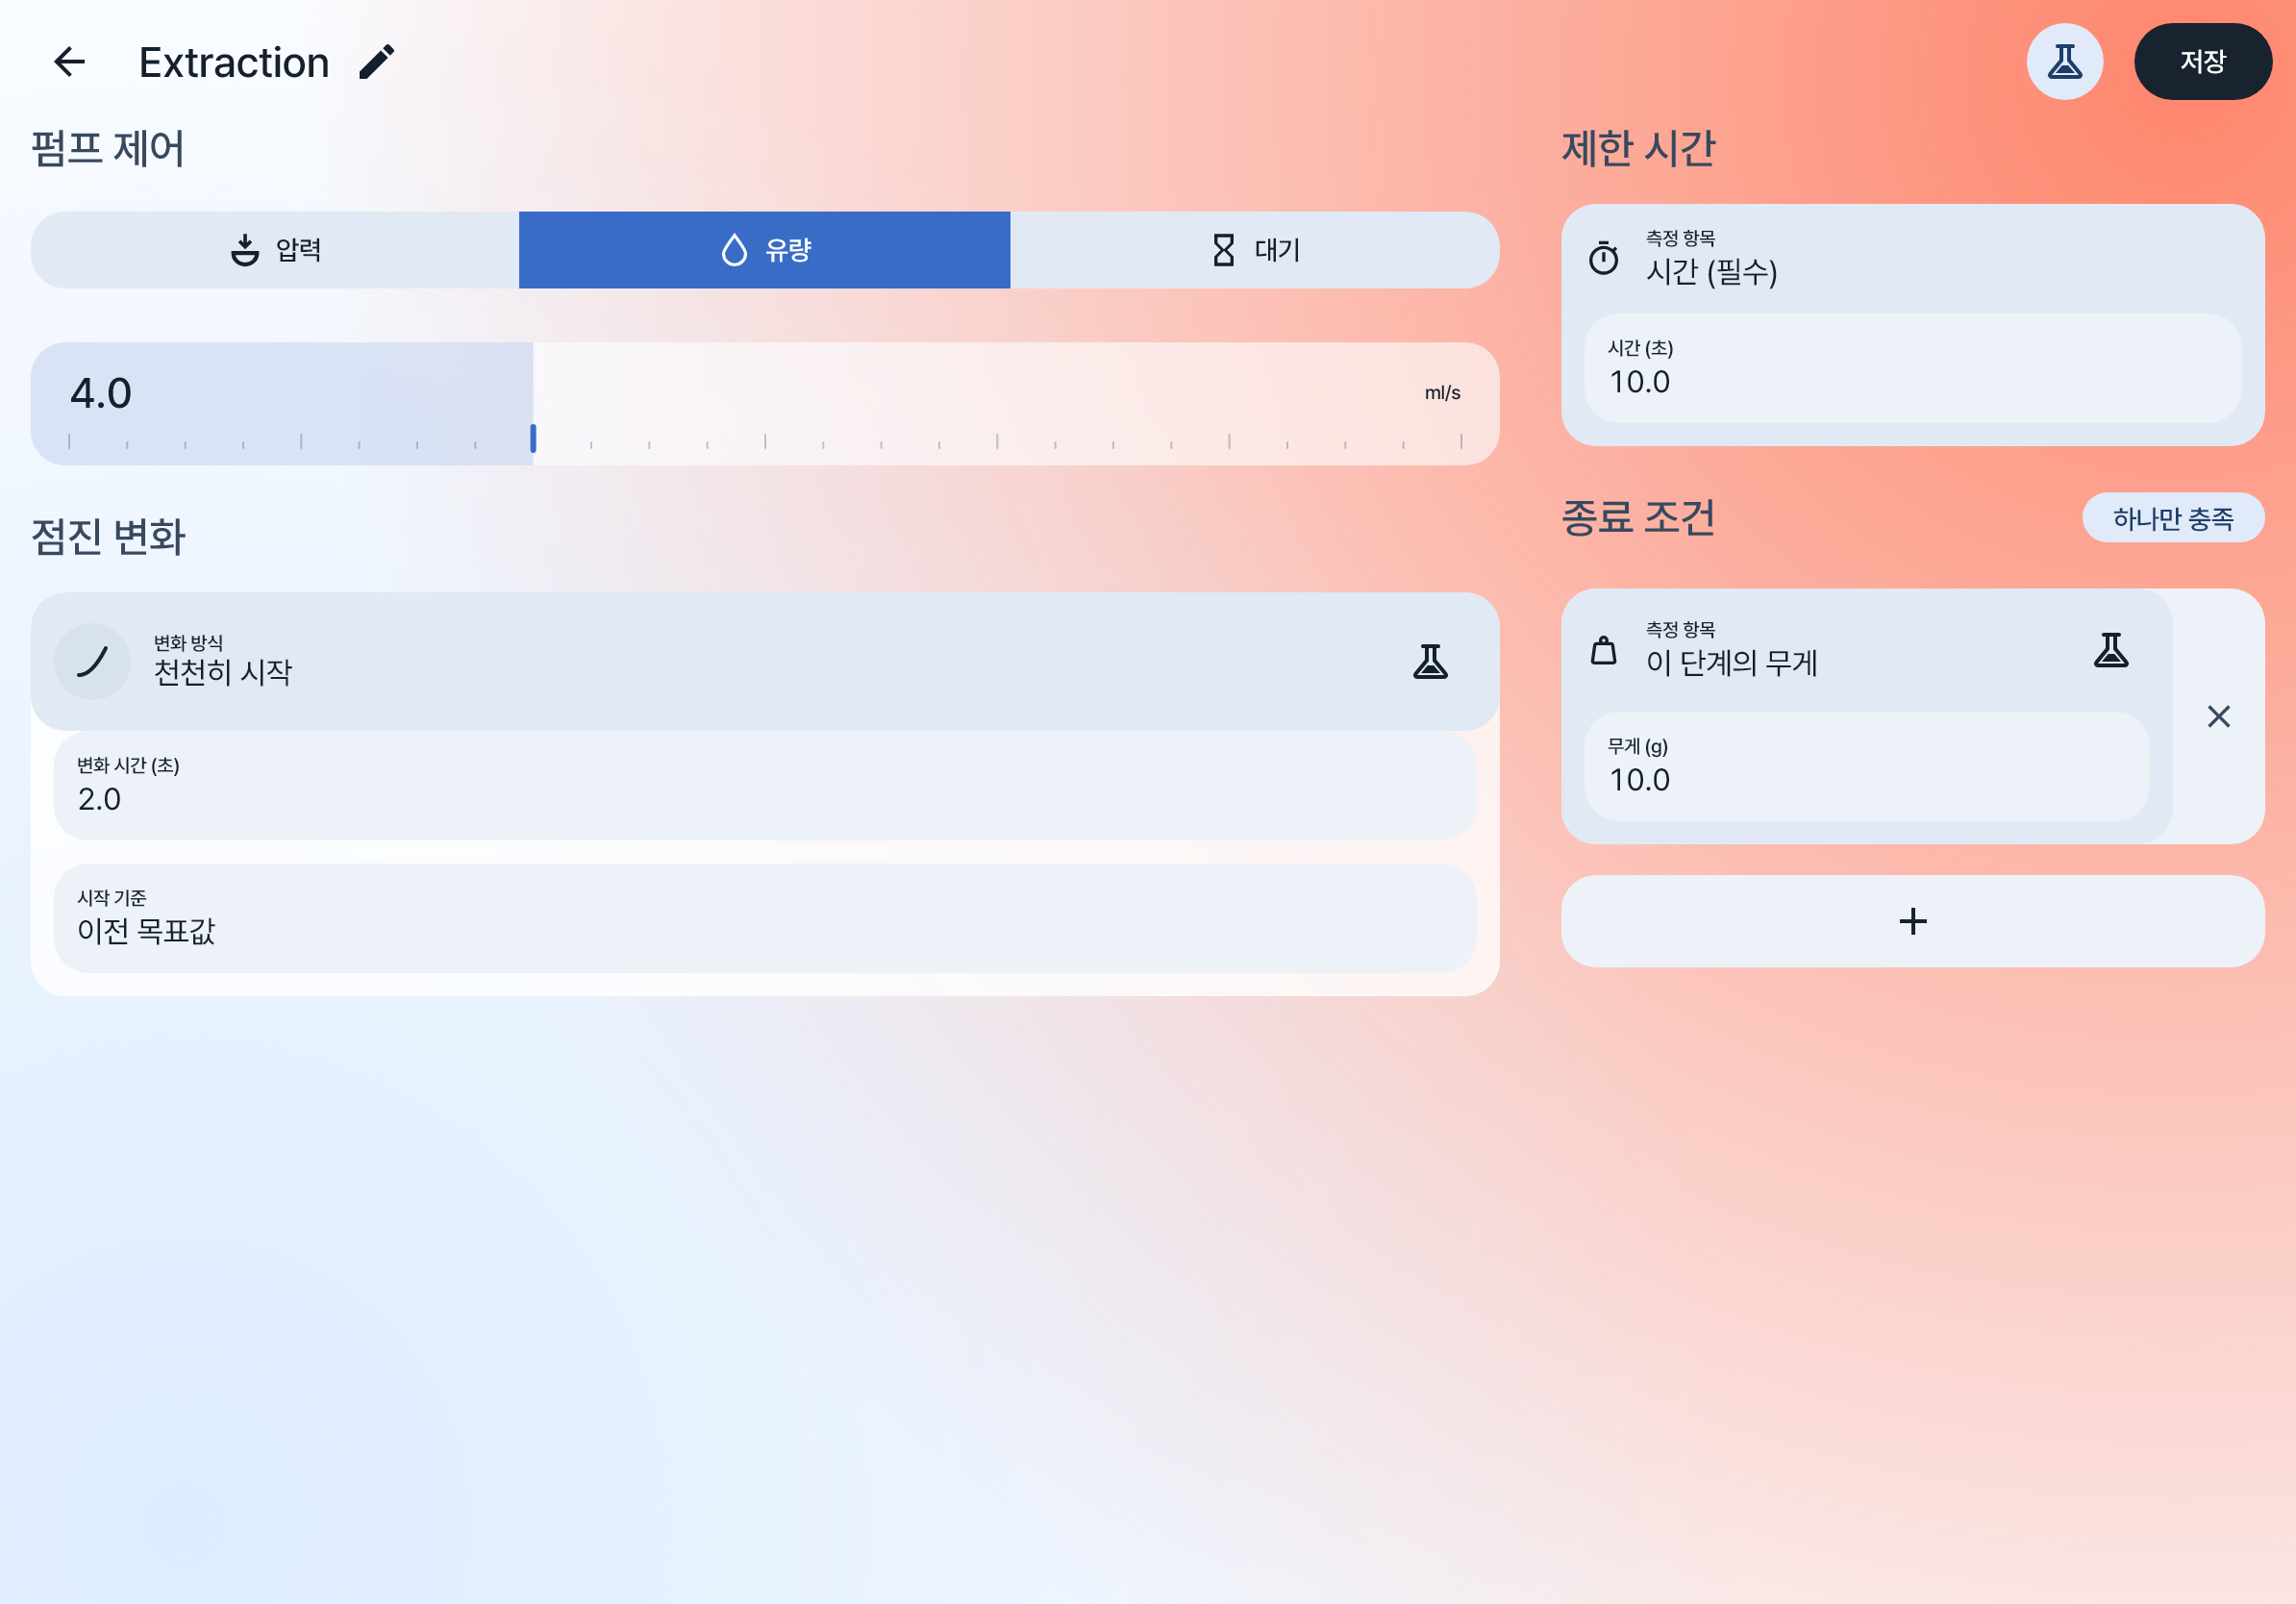 Extraction
저장
펌프 제어
압력
유량
대기
4.0
ml/s
점진 변화
변화 방식
천천히 시작
변화 시간 (초)
2.0
시작 기준
이전 목표값
제한 시간
측정 항목
시간 (필수)
시간 (초)
10.0
종료 조건
하나만 충족
측정 항목
이 단계의 무게
무게 (g)
10.0